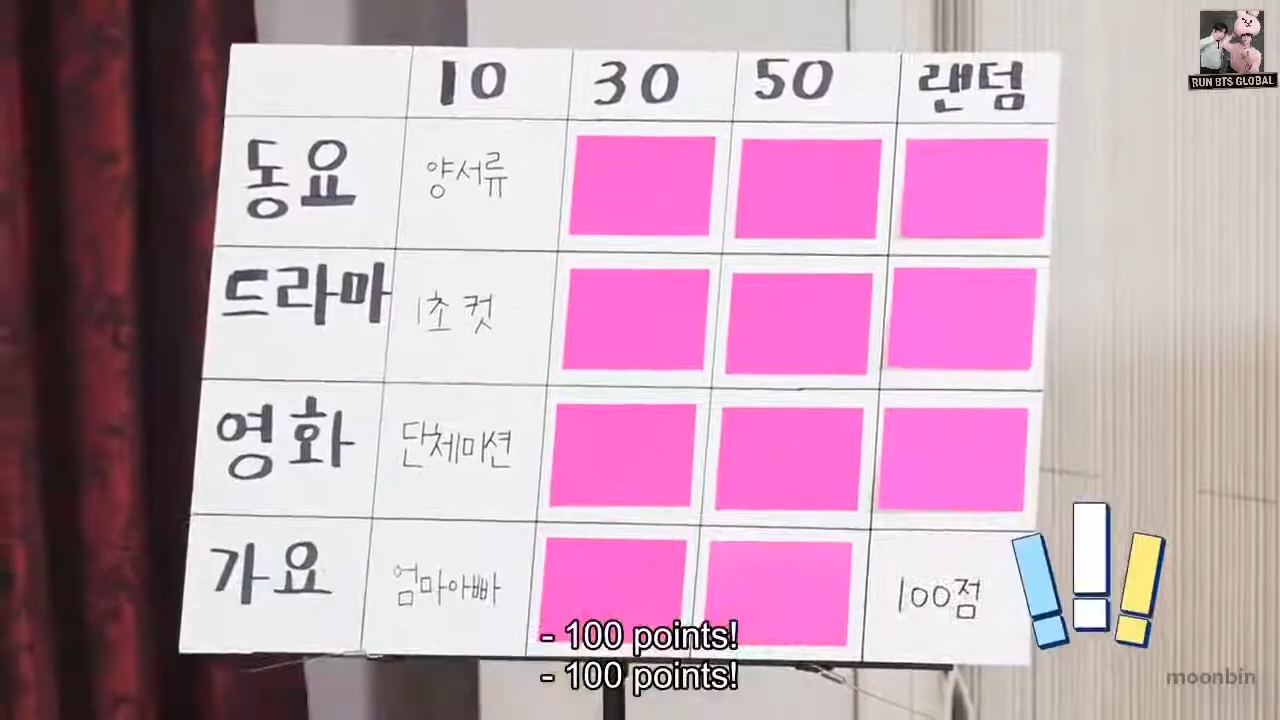 RUN BTS GLOBAL
10 30 50 랜덤
동요 양서류
드라마 1초 컷
영화 단체미션
가요 엄마아빠 100점
- 100 points!
- 100 points!
moonbin